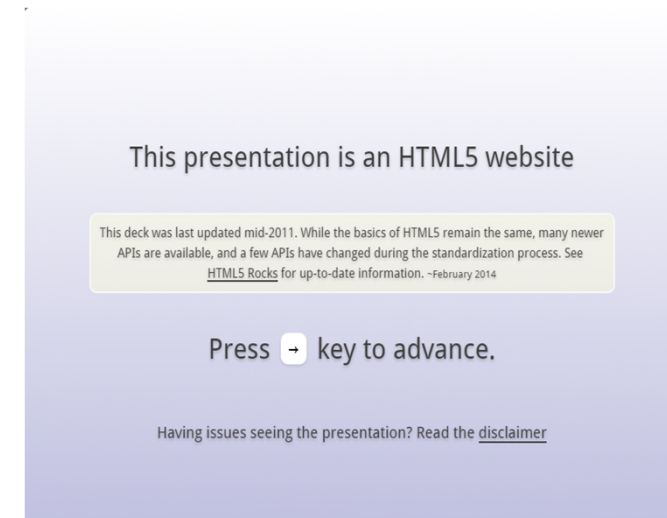 This presentation is an HTML5 website
This deck was last updated mid-2011. While the basics of HTML5 remain the same, many newer
APIs are available, and a few APIs have changed during the standardization process. See
HTML5 Rocks for up-to-date information. ~February 2014
Press → key to advance.
Having issues seeing the presentation? Read the disclaimer